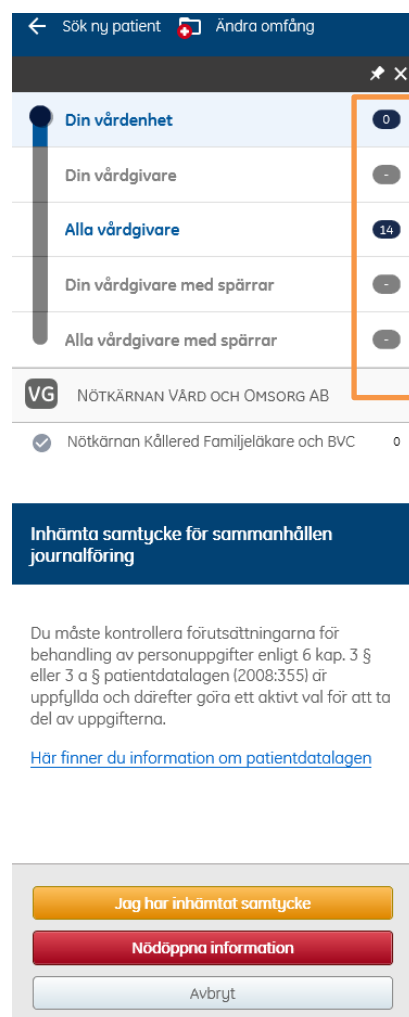 Sök ny patient Ändra omfång
Din vårdenhet 0
Din vårdgivare -
Alla vårdgivare 14
Din vårdgivare med spärrar -
Alla vårdgivare med spärrar -
VG NÖTKÄRNAN VÅRD OCH OMSORG AB
Nötkärnan Kållered Familjeläkare och BVC 0
Inhämta samtycke för sammanhållen
journalföring
Du måste kontrollera förutsättningarna för
behandling av personuppgifter enligt 6 kap. 3 §
eller 3 a § patientdatalagen (2008:355) är
uppfyllda och därefter göra ett aktivt val för att ta
del av uppgifterna.
Här finner du information om patientdatalagen
Jag har inhämtat samtycke
Nödöppna information
Avbryt